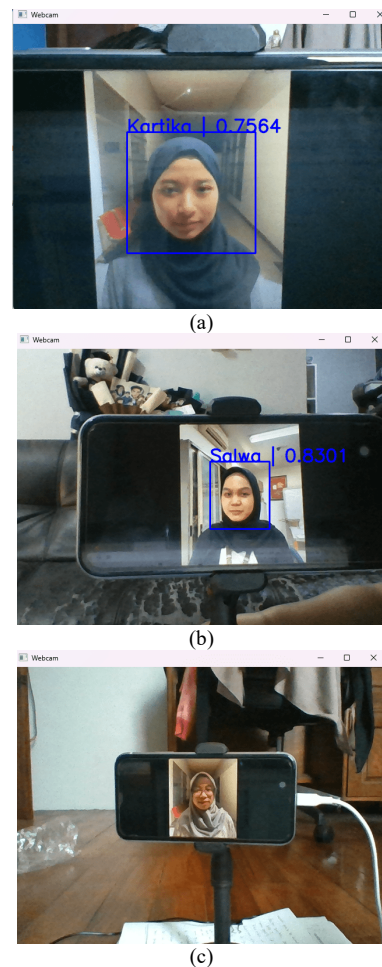 Webcam
Kartika | 0.7564
(a)
Webcam
Salwa | 0.8301
(b)
Webcam
(c)